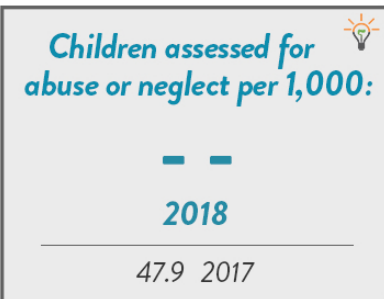 Children assessed for
abuse or neglect per 1,000:
- -
2018
47.9 2017